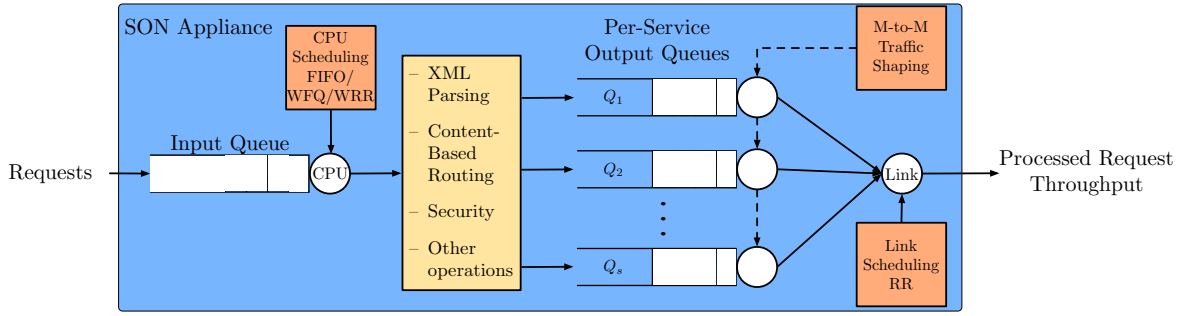 SON Appliance
CPU
Scheduling
FIFO/
WFQ/WRR
Per-Service
Output Queues
M-to-M
Traffic
Shaping
Requests
Input Queue
CPU
– XML
Parsing
– Content-
Based
Routing
– Security
– Other
operations
Q1
Q2
Qs
Link
Link
Scheduling
RR
Processed Request
Throughput